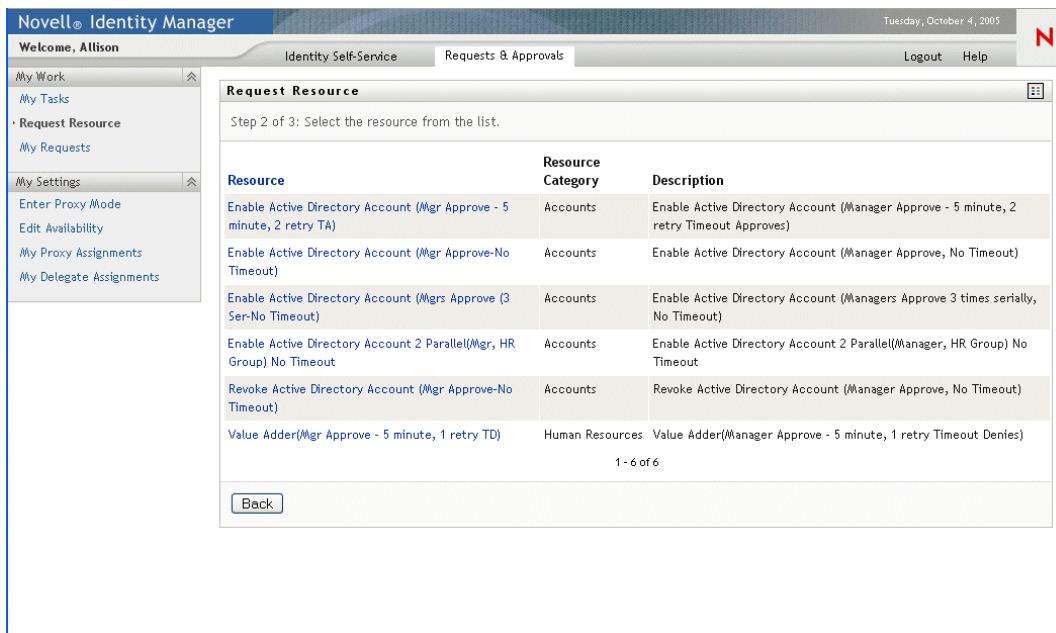 Novell® Identity Manager
Tuesday, October 4, 2005
N
Welcome, Allison
Identity Self-Service
Requests & Approvals
Logout
Help
My Work
My Tasks
Request Resource
My Requests
My Settings
Enter Proxy Mode
Edit Availability
My Proxy Assignments
My Delegate Assignments
Request Resource
Step 2 of 3: Select the resource from the list.
Resource
Resource
Category
Description
Enable Active Directory Account (Mgr Approve - 5
minute, 2 retry TA)
Accounts
Enable Active Directory Account (Manager Approve - 5 minute, 2
retry Timeout Approves)
Enable Active Directory Account (Mgr Approve-No
Timeout)
Accounts
Enable Active Directory Account (Manager Approve, No Timeout)
Enable Active Directory Account (Mgrs Approve (3
Ser-No Timeout)
Accounts
Enable Active Directory Account (Managers Approve 3 times serially,
No Timeout)
Enable Active Directory Account 2 Parallel(Mgr, HR
Group) No Timeout
Accounts
Enable Active Directory Account 2 Parallel(Manager, HR Group) No
Timeout
Revoke Active Directory Account (Mgr Approve-No
Timeout)
Accounts
Revoke Active Directory Account (Manager Approve, No Timeout)
Value Adder(Mgr Approve - 5 minute, 1 retry TD)
Human Resources
Value Adder(Manager Approve - 5 minute, 1 retry Timeout Denies)
1 - 6 of 6
Back